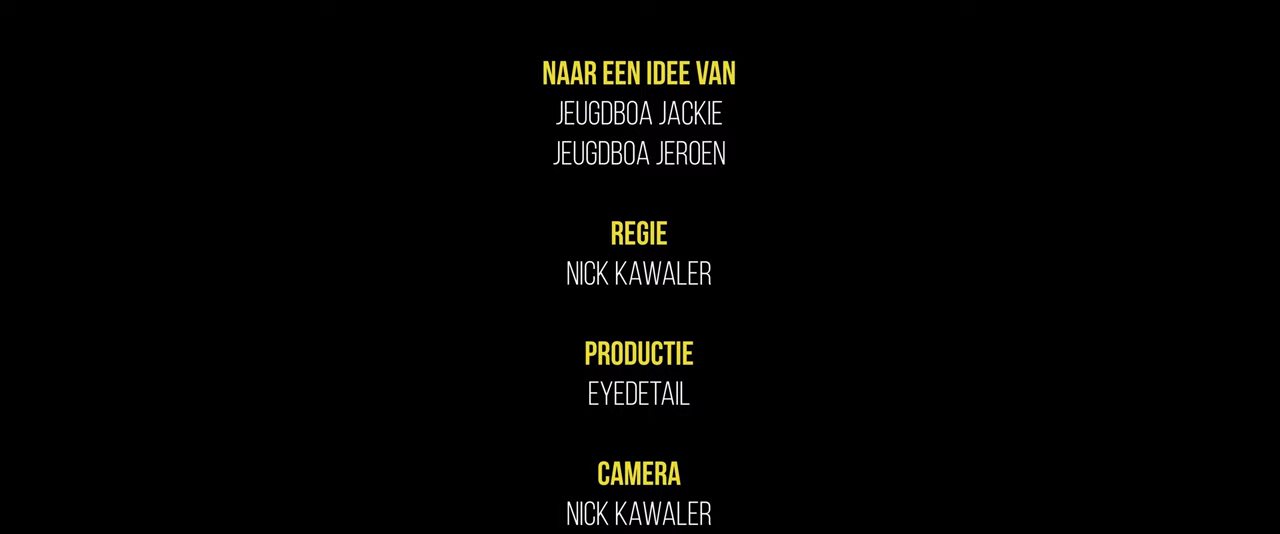 NAAR EEN IDEE VAN
JEUGDBOA JACKIE
JEUGDBOA JEROEN
REGIE
NICK KAWALER
PRODUCTIE
EYEDETAIL
CAMERA
NICK KAWALER